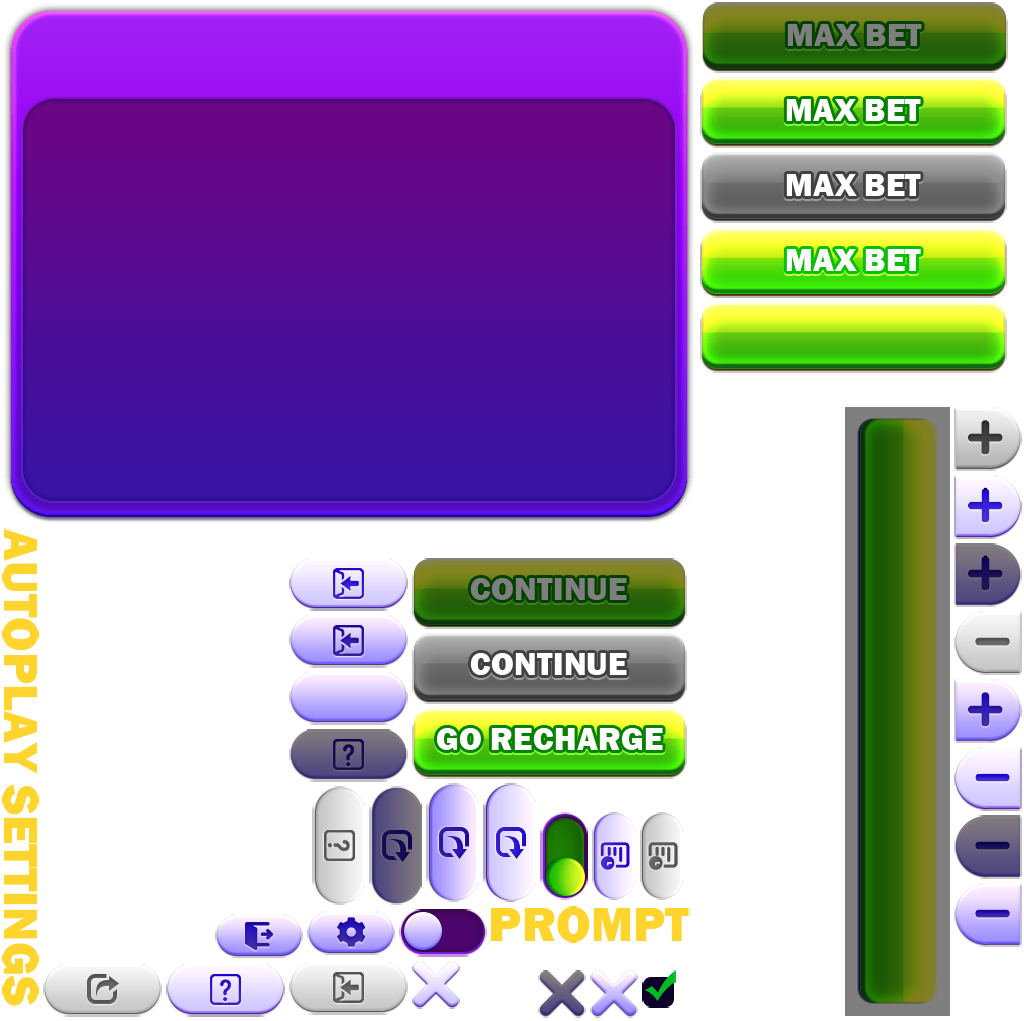 MAX BET
MAX BET
MAX BET
MAX BET
AUTOPLAY SETTINGS
CONTINUE
CONTINUE
GO RECHARGE
?
?
PROMPT
?